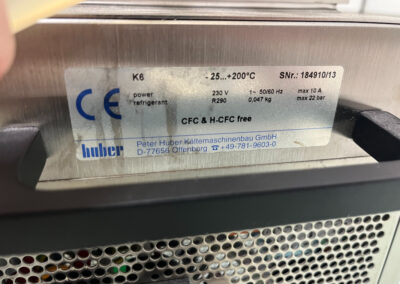 K6 - 25...+200°C SNr.: 184910/13
power 230 V 1~ 50/60 Hz max 10 A
refrigerant R290 0,047 kg max 22 bar
CE
CFC & H-CFC free
huber Peter Huber Kältemaschinenbau GmbH
D-77656 Offenburg ☎+49-781-9603-0